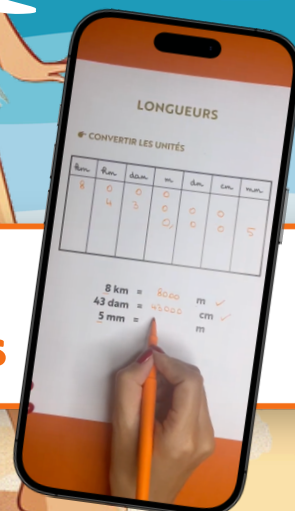 LONGUEURS
☛ CONVERTIR LES UNITÉS
km hm dam m dm cm mm
8 0 0 0
4 3 0 0 0
0, 0 0 5
8 km = 8000 m ✓
43 dam = 43000 cm ✓
5 mm = m
S